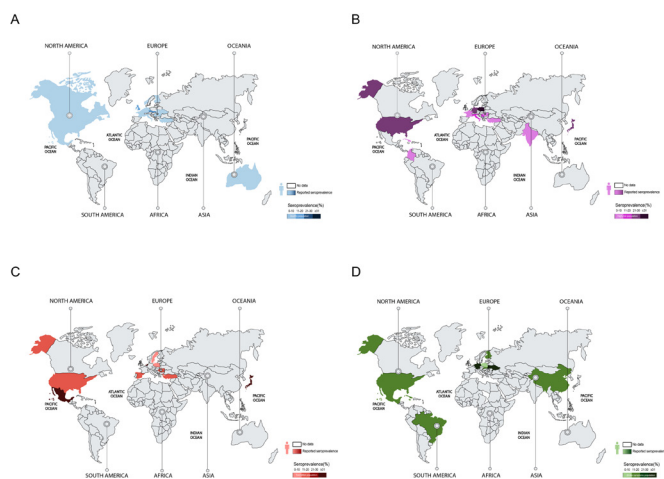 A
NORTH AMERICA
EUROPE
OCEANIA
ATLANTIC
OCEAN
PACIFIC
OCEAN
PACIFIC
OCEAN
INDIAN
OCEAN
No data
Reported seroprevalence
Seroprevalence(%)
SOUTH AMERICA
AFRICA
ASIA
B
NORTH AMERICA
EUROPE
OCEANIA
ATLANTIC
OCEAN
PACIFIC
OCEAN
PACIFIC
OCEAN
INDIAN
OCEAN
No data
Reported seroprevalence
Seroprevalence(%)
SOUTH AMERICA
AFRICA
ASIA
C
NORTH AMERICA
EUROPE
OCEANIA
ATLANTIC
OCEAN
PACIFIC
OCEAN
PACIFIC
OCEAN
INDIAN
OCEAN
No data
Reported seroprevalence
Seroprevalence(%)
SOUTH AMERICA
AFRICA
ASIA
D
NORTH AMERICA
EUROPE
OCEANIA
ATLANTIC
OCEAN
PACIFIC
OCEAN
PACIFIC
OCEAN
INDIAN
OCEAN
No data
Reported seroprevalence
Seroprevalence(%)
SOUTH AMERICA
AFRICA
ASIA